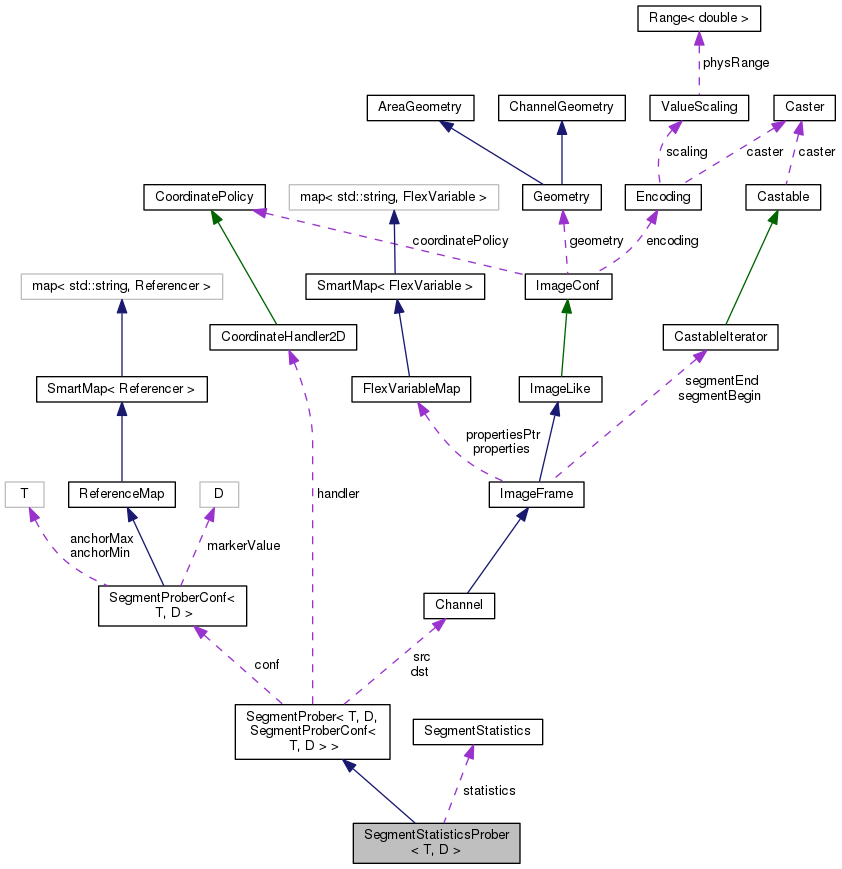 Range< double >
physRange
AreaGeometry
ChannelGeometry
ValueScaling
Caster
scaling
caster
caster
CoordinatePolicy
map< std::string, FlexVariable >
Geometry
Encoding
Castable
coordinatePolicy
geometry
encoding
map< std::string, Referencer >
SmartMap< FlexVariable >
ImageConf
CoordinateHandler2D
CastableIterator
SmartMap< Referencer >
FlexVariableMap
ImageLike
segmentEnd
segmentBegin
propertiesPtr
properties
T
ReferenceMap
D
handler
ImageFrame
anchorMax
anchorMin
markerValue
SegmentProberConf<
T, D >
Channel
conf
src
dst
SegmentProber< T, D,
SegmentProberConf<
T, D > >
SegmentStatistics
statistics
SegmentStatisticsProber
< T, D >